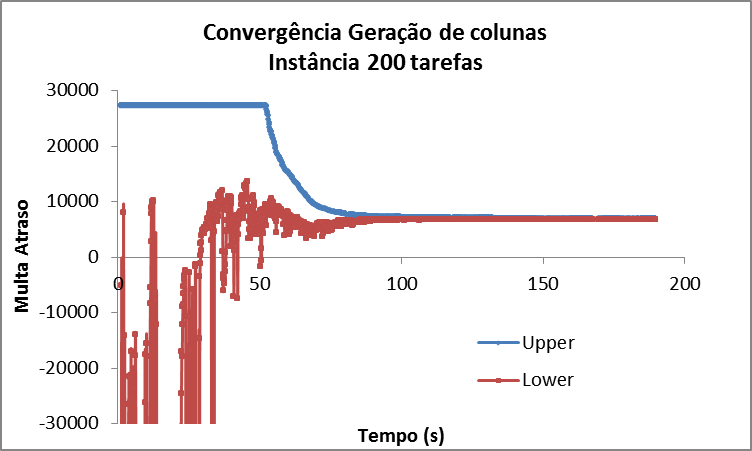 Convergência Geração de colunas
Instância 200 tarefas
30000
20000
10000
0
-10000
-20000
-30000
Multa Atraso
0
50
100
150
200
Upper
Lower
Tempo (s)